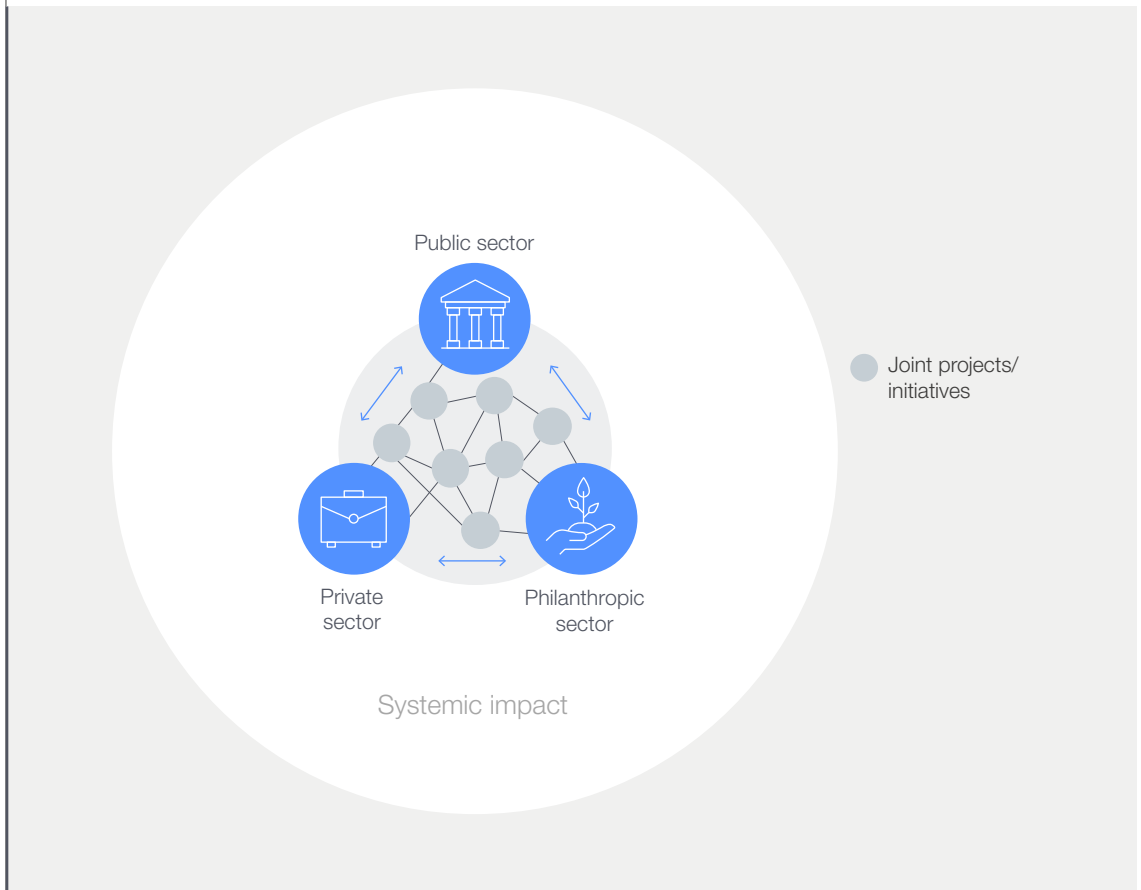 Public sector
Joint projects/
initiatives
Private
sector
Philanthropic
sector
Systemic impact